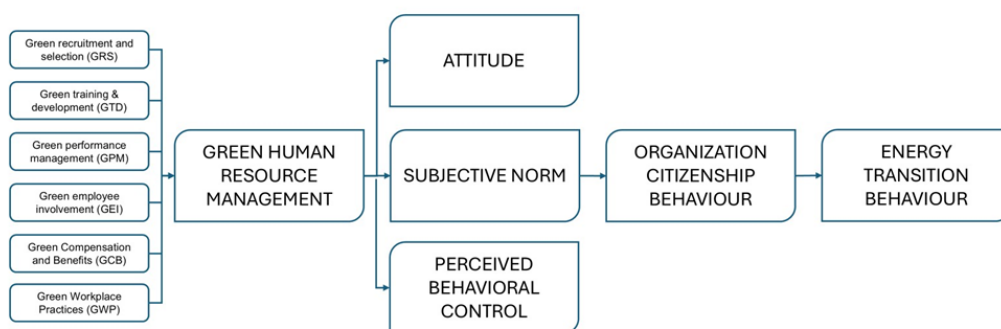 Green recruitment and
selection (GRS)
Green training &
development (GTD)
Green performance
management (GPM)
Green employee
involvement (GEI)
Green Compensation
and Benefits (GCB)
Green Workplace
Practices (GWP)
GREEN HUMAN
RESOURCE
MANAGEMENT
ATTITUDE
SUBJECTIVE NORM
PERCEIVED
BEHAVIORAL
CONTROL
ORGANIZATION
CITIZENSHIP
BEHAVIOUR
ENERGY
TRANSITION
BEHAVIOUR